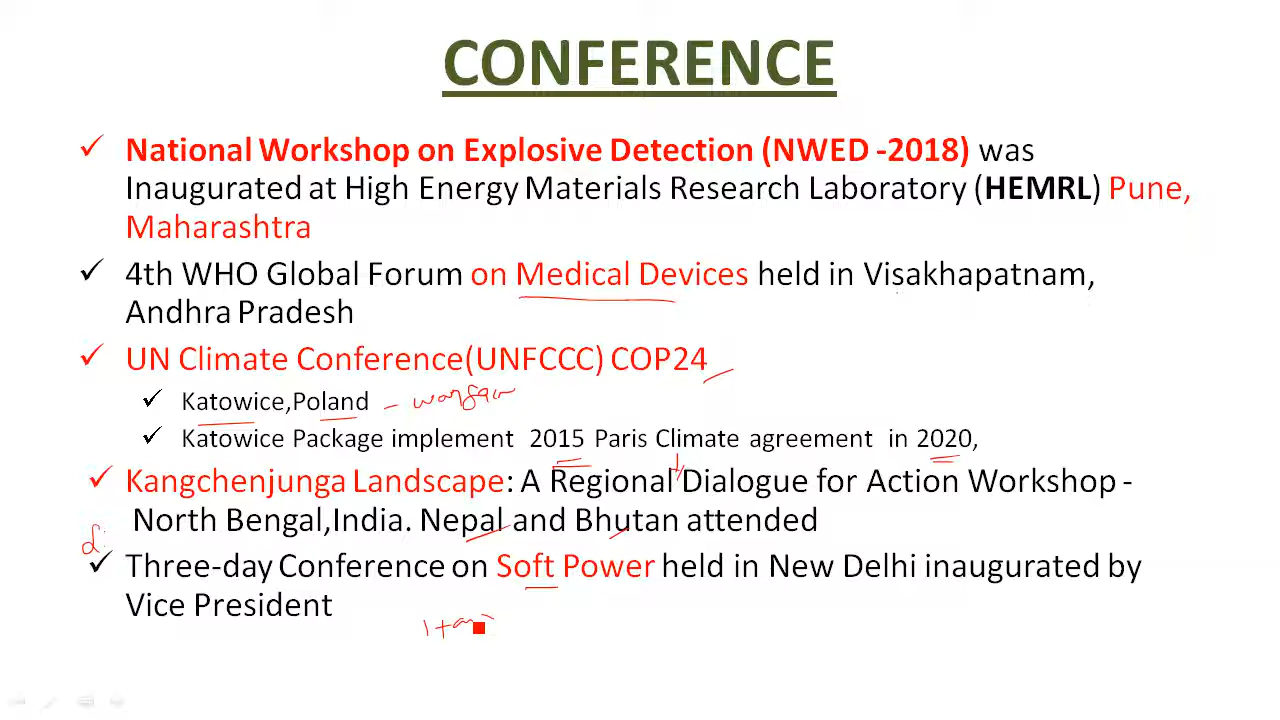 CONFERENCE
✓ National Workshop on Explosive Detection (NWED -2018) was
Inaugurated at High Energy Materials Research Laboratory (HEMRL) Pune,
Maharashtra
✓ 4th WHO Global Forum on Medical Devices held in Visakhapatnam,
Andhra Pradesh
✓ UN Climate Conference(UNFCCC) COP24
✓ Katowice,Poland –
✓ Katowice Package implement 2015 Paris Climate agreement in 2020,
✓ Kangchenjunga Landscape: A Regional Dialogue for Action Workshop -
North Bengal,India. Nepal and Bhutan attended
✓ Three-day Conference on Soft Power held in New Delhi inaugurated by
Vice President